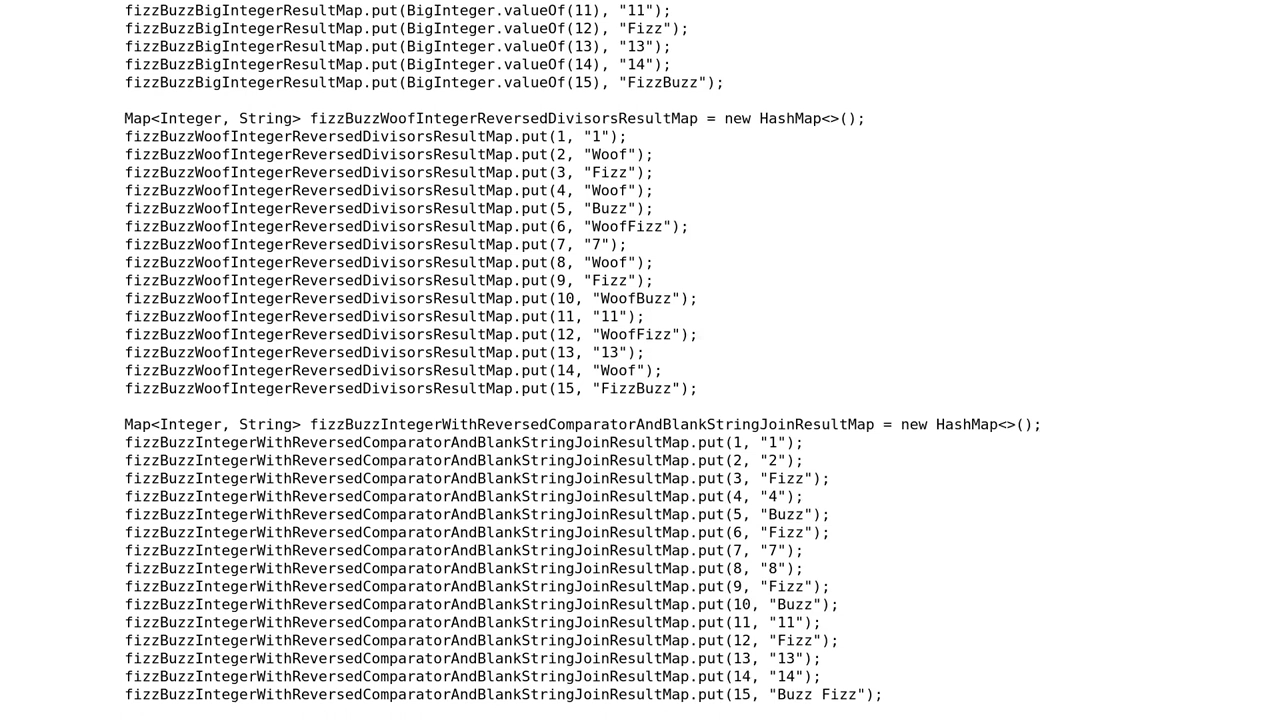 fizzBuzzBigIntegerResultMap.put(BigInteger.valueOf(11), "11");
fizzBuzzBigIntegerResultMap.put(BigInteger.valueOf(12), "Fizz");
fizzBuzzBigIntegerResultMap.put(BigInteger.valueOf(13), "13");
fizzBuzzBigIntegerResultMap.put(BigInteger.valueOf(14), "14");
fizzBuzzBigIntegerResultMap.put(BigInteger.valueOf(15), "FizzBuzz");

Map<Integer, String> fizzBuzzWoofIntegerReversedDivisorsResultMap = new HashMap<>();
fizzBuzzWoofIntegerReversedDivisorsResultMap.put(1, "1");
fizzBuzzWoofIntegerReversedDivisorsResultMap.put(2, "Woof");
fizzBuzzWoofIntegerReversedDivisorsResultMap.put(3, "Fizz");
fizzBuzzWoofIntegerReversedDivisorsResultMap.put(4, "Woof");
fizzBuzzWoofIntegerReversedDivisorsResultMap.put(5, "Buzz");
fizzBuzzWoofIntegerReversedDivisorsResultMap.put(6, "WoofFizz");
fizzBuzzWoofIntegerReversedDivisorsResultMap.put(7, "7");
fizzBuzzWoofIntegerReversedDivisorsResultMap.put(8, "Woof");
fizzBuzzWoofIntegerReversedDivisorsResultMap.put(9, "Fizz");
fizzBuzzWoofIntegerReversedDivisorsResultMap.put(10, "WoofBuzz");
fizzBuzzWoofIntegerReversedDivisorsResultMap.put(11, "11");
fizzBuzzWoofIntegerReversedDivisorsResultMap.put(12, "WoofFizz");
fizzBuzzWoofIntegerReversedDivisorsResultMap.put(13, "13");
fizzBuzzWoofIntegerReversedDivisorsResultMap.put(14, "Woof");
fizzBuzzWoofIntegerReversedDivisorsResultMap.put(15, "FizzBuzz");

Map<Integer, String> fizzBuzzIntegerWithReversedComparatorAndBlankStringJoinResultMap = new HashMap<>();
fizzBuzzIntegerWithReversedComparatorAndBlankStringJoinResultMap.put(1, "1");
fizzBuzzIntegerWithReversedComparatorAndBlankStringJoinResultMap.put(2, "2");
fizzBuzzIntegerWithReversedComparatorAndBlankStringJoinResultMap.put(3, "Fizz");
fizzBuzzIntegerWithReversedComparatorAndBlankStringJoinResultMap.put(4, "4");
fizzBuzzIntegerWithReversedComparatorAndBlankStringJoinResultMap.put(5, "Buzz");
fizzBuzzIntegerWithReversedComparatorAndBlankStringJoinResultMap.put(6, "Fizz");
fizzBuzzIntegerWithReversedComparatorAndBlankStringJoinResultMap.put(7, "7");
fizzBuzzIntegerWithReversedComparatorAndBlankStringJoinResultMap.put(8, "8");
fizzBuzzIntegerWithReversedComparatorAndBlankStringJoinResultMap.put(9, "Fizz");
fizzBuzzIntegerWithReversedComparatorAndBlankStringJoinResultMap.put(10, "Buzz");
fizzBuzzIntegerWithReversedComparatorAndBlankStringJoinResultMap.put(11, "11");
fizzBuzzIntegerWithReversedComparatorAndBlankStringJoinResultMap.put(12, "Fizz");
fizzBuzzIntegerWithReversedComparatorAndBlankStringJoinResultMap.put(13, "13");
fizzBuzzIntegerWithReversedComparatorAndBlankStringJoinResultMap.put(14, "14");
fizzBuzzIntegerWithReversedComparatorAndBlankStringJoinResultMap.put(15, "Buzz Fizz");